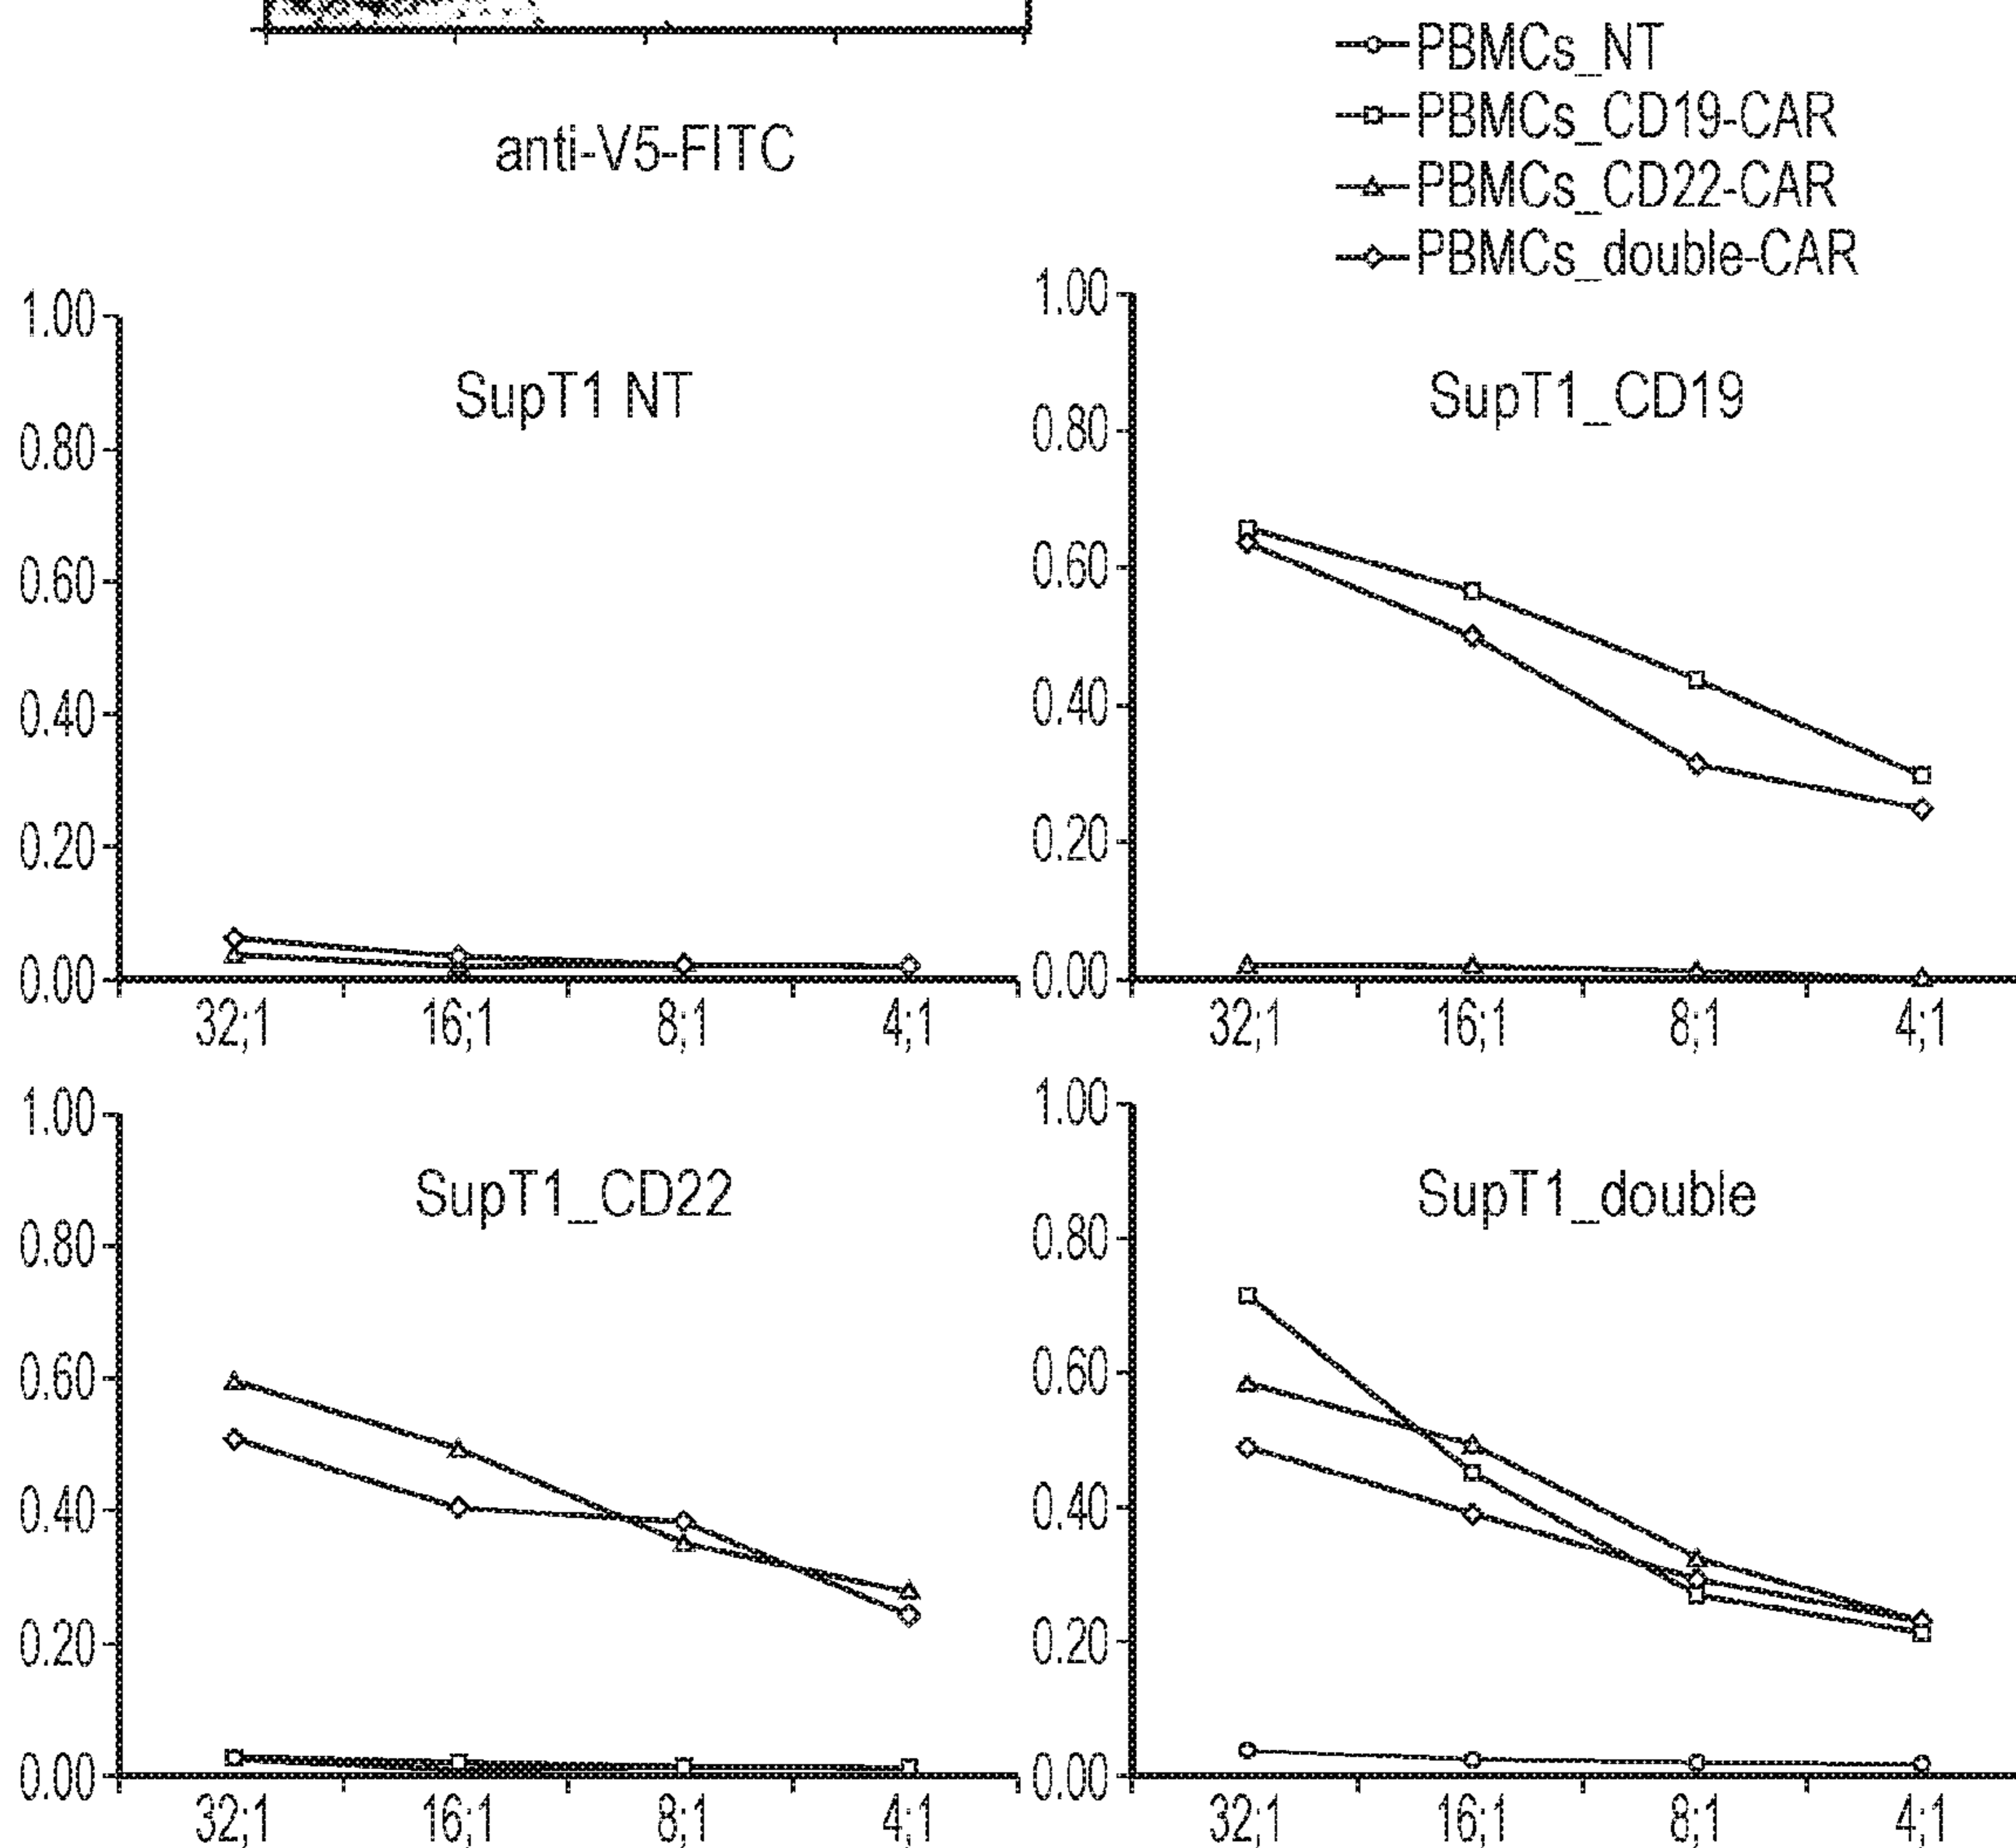 anti-V5-FITC
PBMCs_NT
PBMCs_CD19-CAR
PBMCs_CD22-CAR
PBMCs_double-CAR
SupT1 NT
1.00
0.80
0.60
0.40
0.20
0.00
32;1 16;1 8;1 4;1
SupT1_CD19
1.00
0.80
0.60
0.40
0.20
0.00
32;1 16;1 8;1 4;1
SupT1_CD22
1.00
0.80
0.60
0.40
0.20
0.00
32;1 16;1 8;1 4;1
SupT1_double
1.00
0.80
0.60
0.40
0.20
0.00
32;1 16;1 8;1 4;1